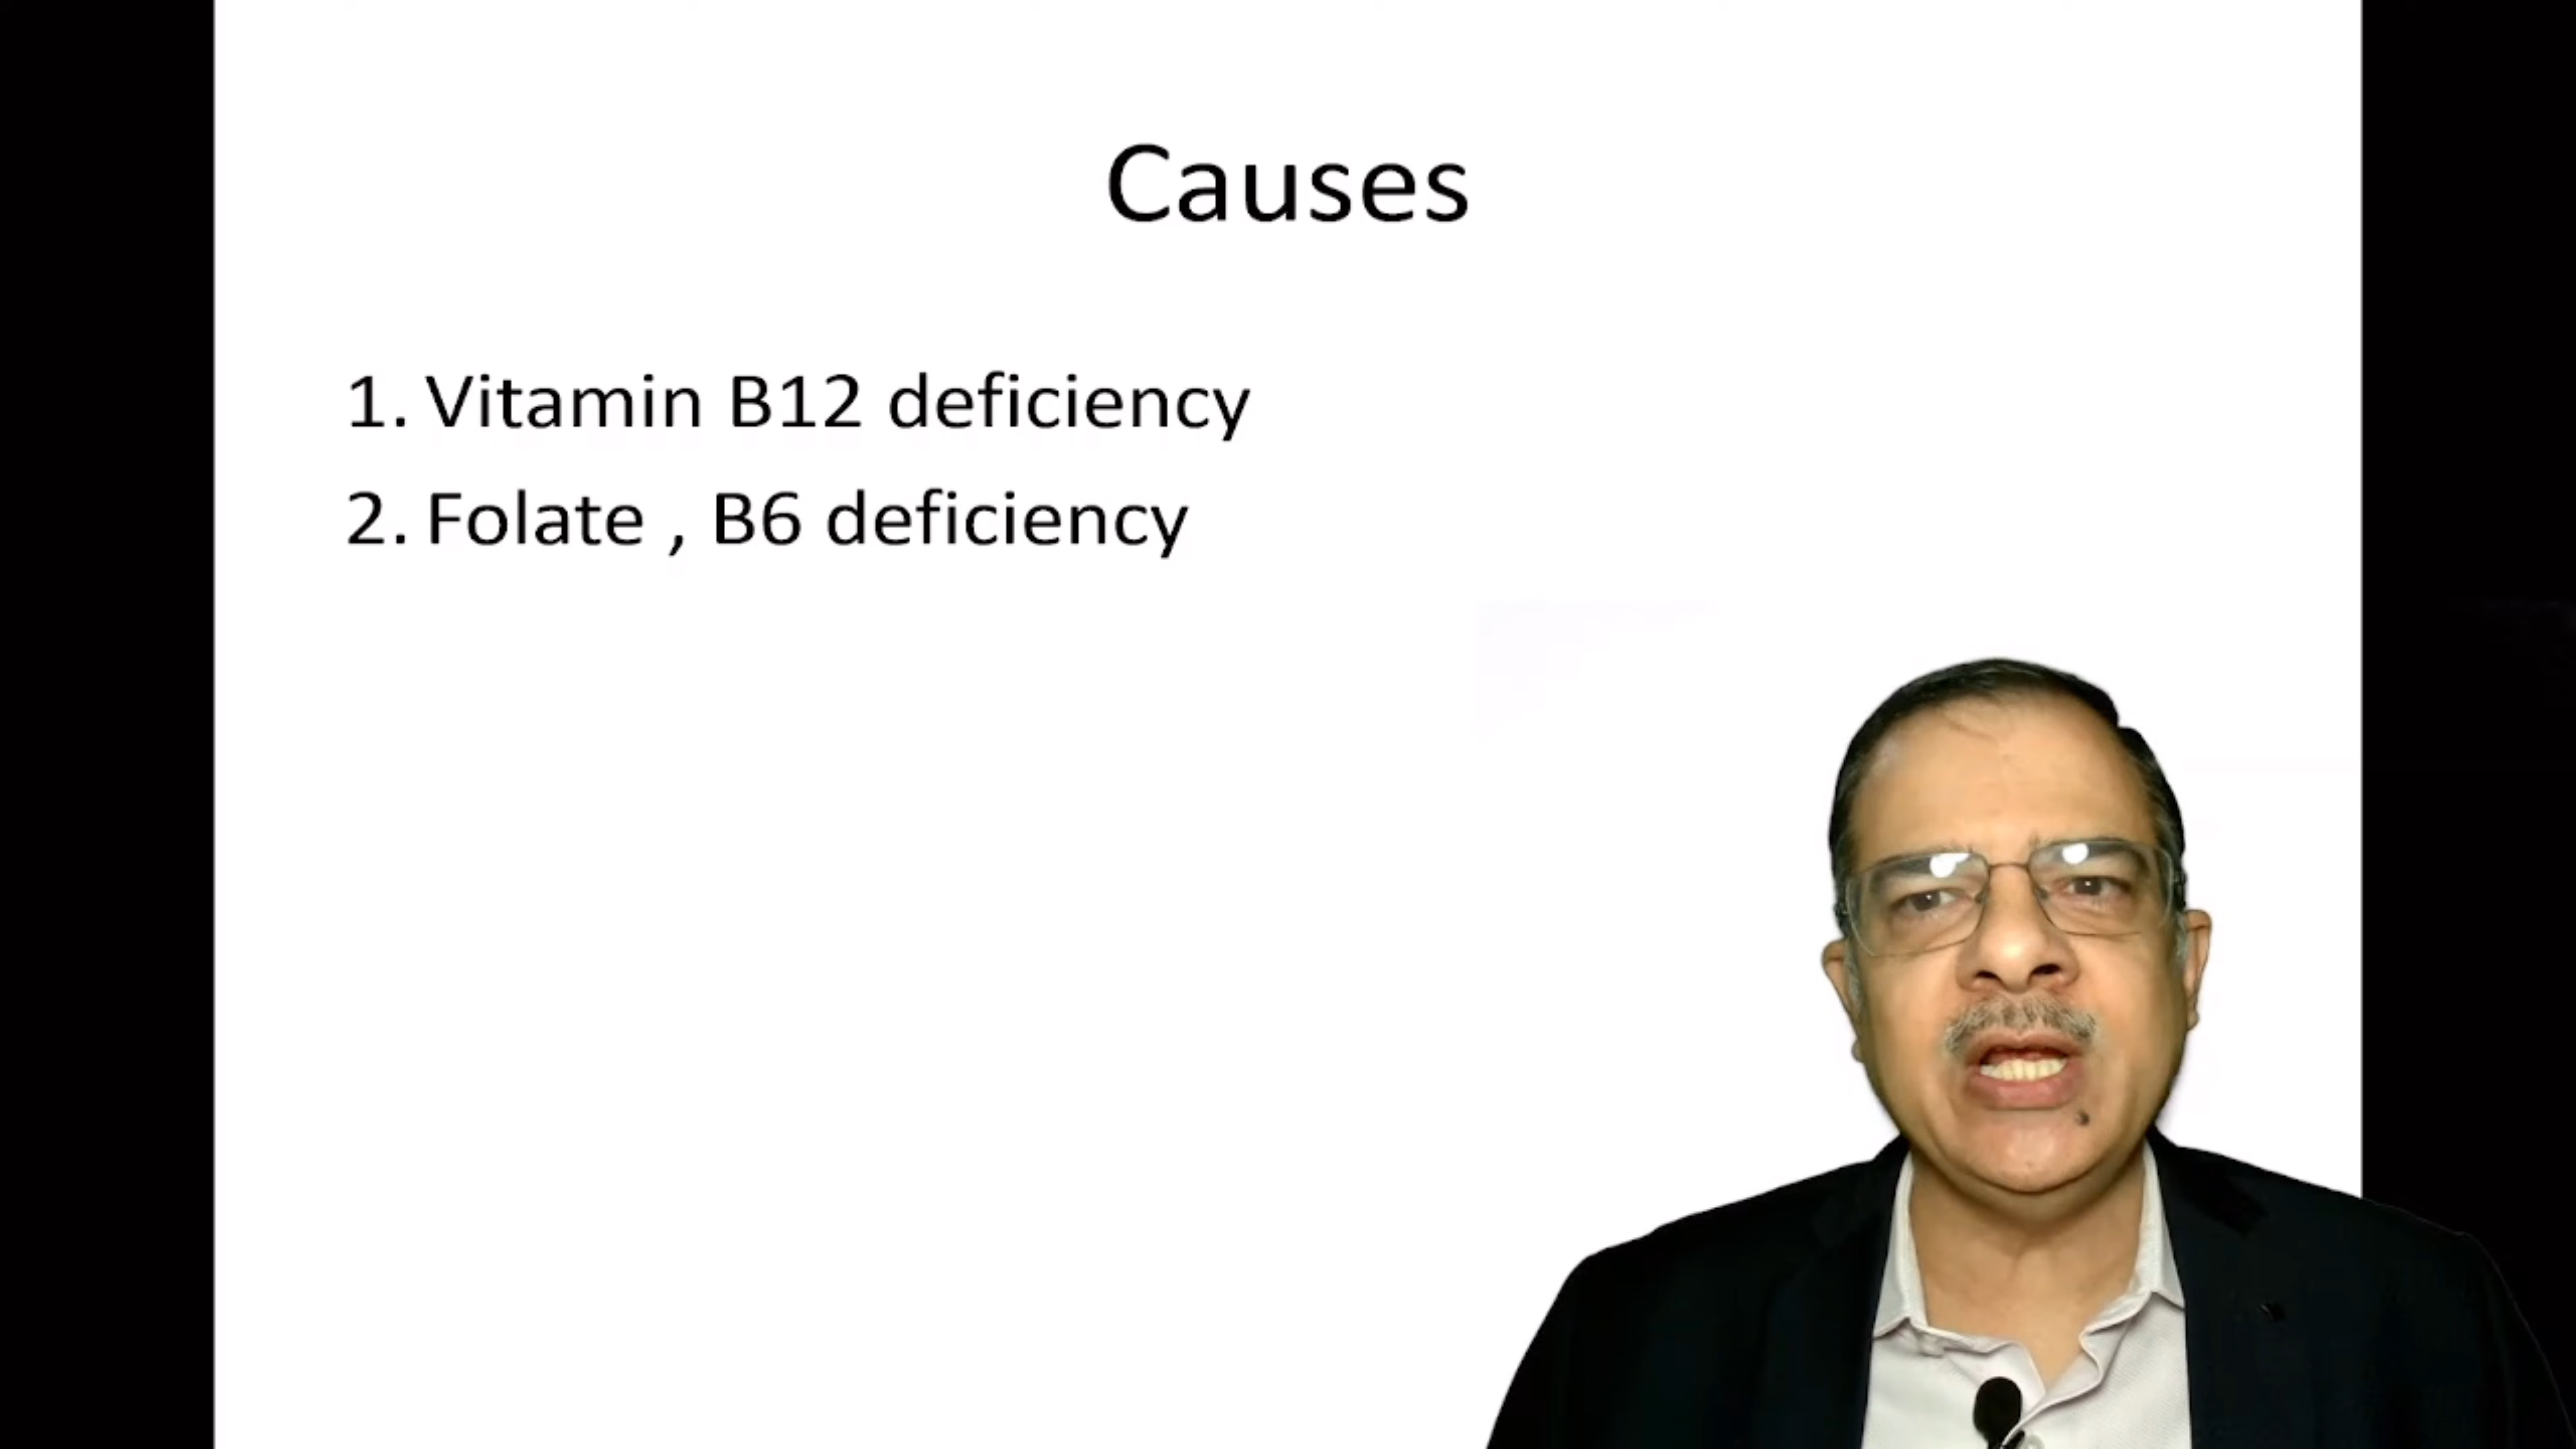 Causes
1. Vitamin B12 deficiency
2. Folate , B6 deficiency